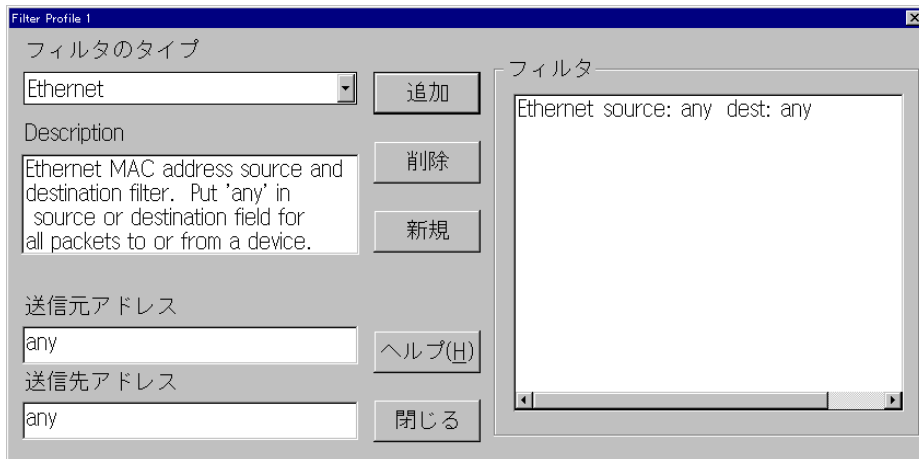 Filter Profile 1
フィルタのタイプ
Ethernet
追加
Description
Ethernet MAC address source and
destination filter. Put 'any' in
source or destination field for
all packets to or from a device.
削除
新規
送信元アドレス
any
ヘルプ(H)
送信先アドレス
any
閉じる
フィルタ
Ethernet source: any dest: any